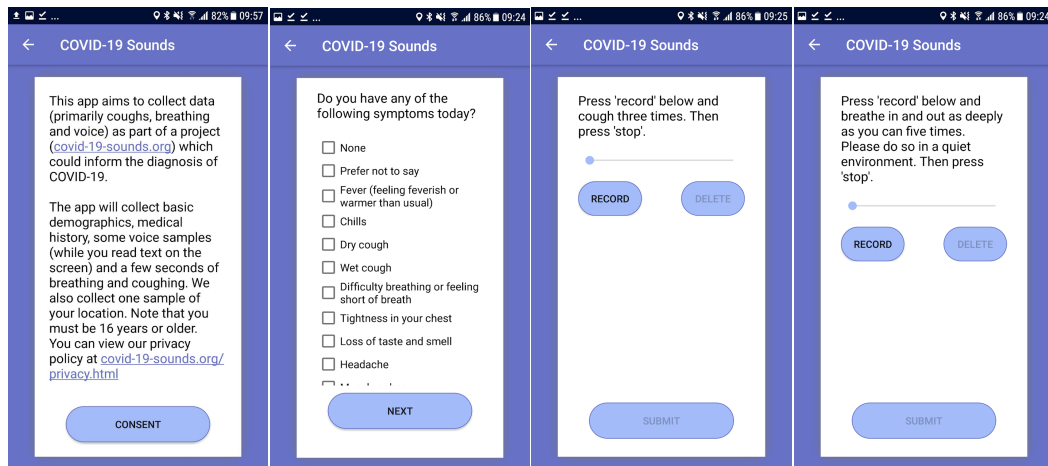 ... 82% 09:57
COVID-19 Sounds
This app aims to collect data
(primarily coughs, breathing
and voice) as part of a project
(covid-19-sounds.org) which
could inform the diagnosis of
COVID-19.
The app will collect basic
demographics, medical
history, some voice samples
(while you read text on the
screen) and a few seconds of
breathing and coughing. We
also collect one sample of
your location. Note that you
must be 16 years or older.
You can view our privacy
policy at covid-19-sounds.org/
privacy.html
CONSENT
... 86% 09:24
COVID-19 Sounds
Do you have any of the
following symptoms today?
None
Prefer not to say
Fever (feeling feverish or
warmer than usual)
Chills
Dry cough
Wet cough
Difficulty breathing or feeling
short of breath
Tightness in your chest
Loss of taste and smell
Headache
NEXT
... 86% 09:25
COVID-19 Sounds
Press 'record' below and
cough three times. Then
press 'stop'.
RECORD DELETE
SUBMIT
... 86% 09:24
COVID-19 Sounds
Press 'record' below and
breathe in and out as deeply
as you can five times.
Please do so in a quiet
environment. Then press
'stop'.
RECORD DELETE
SUBMIT